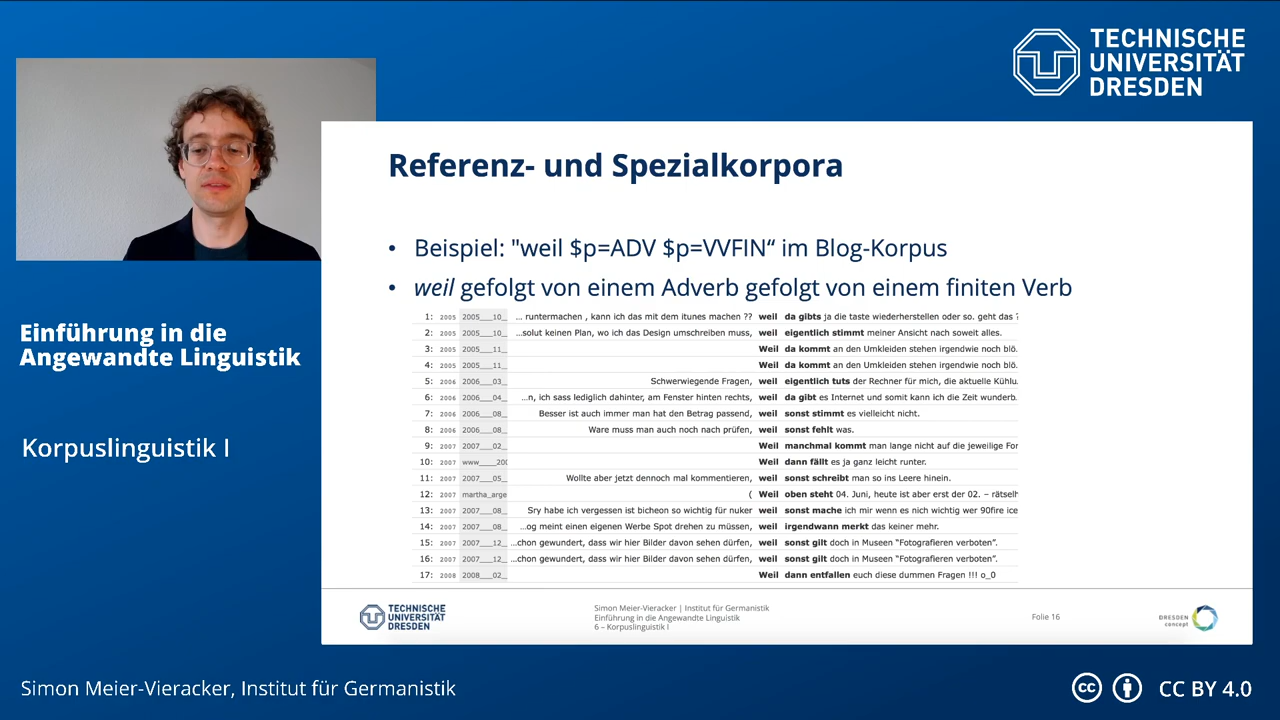 TECHNISCHE
UNIVERSITÄT
DRESDEN
Referenz- und Spezialkorpora
• Beispiel: "weil $p=ADV $p=VVFIN“ im Blog-Korpus
• weil gefolgt von einem Adverb gefolgt von einem finiten Verb
1: 2005 2005___10_ ... runtermachen , kann ich das mit dem itunes machen ?? weil da gibts ja die taste wiederherstellen oder so. geht das ?
2: 2005 2005___10_ ...solut keinen Plan, wo ich das Design umschreiben muss, weil eigentlich stimmt meiner Ansicht nach soweit alles.
3: 2005 2005___11_ Weil da kommt an den Umkleiden stehen irgendwie noch blö.
4: 2005 2005___11_ Weil da kommt an den Umkleiden stehen irgendwie noch blö.
5: 2006 2006___03_ Schwerwiegende Fragen, weil eigentlich tuts der Rechner für mich, die aktuelle Kühlu.
6: 2006 2006___04_ ...n, ich sass lediglich dahinter, am Fenster hinten rechts, weil da gibt es Internet und somit kann ich die Zeit wunderb.
7: 2006 2006___08_ Besser ist auch immer man hat den Betrag passend, weil sonst stimmt es vielleicht nicht.
8: 2006 2006___08_ Ware muss man auch noch nach prüfen, weil sonst fehlt was.
9: 2007 2007___02_ Weil manchmal kommt man lange nicht auf die jeweilige For
10: 2007 www____200 Weil dann fällt es ja ganz leicht runter.
11: 2007 2007___05_ Wollte aber jetzt dennoch mal kommentieren, weil sonst schreibt man so ins Leere hinein.
12: 2007 martha_arge ( Weil oben steht 04. Juni, heute ist aber erst der 02. – rätselh
13: 2007 2007___08_ Sry habe ich vergessen ist bicheon so wichtig für nuker weil sonst mache ich mir wenn es nich wichtig wer 90fire ice
14: 2007 2007___08_ ...og meint einen eigenen Werbe Spot drehen zu müssen, weil irgendwann merkt das keiner mehr.
15: 2007 2007___12_ ...chon gewundert, dass wir hier Bilder davon sehen dürfen, weil sonst gilt doch in Museen “Fotografieren verboten”.
16: 2007 2007___12_ ...chon gewundert, dass wir hier Bilder davon sehen dürfen, weil sonst gilt doch in Museen “Fotografieren verboten”.
17: 2008 2008___02_ Weil dann entfallen euch diese dummen Fragen !!! o_0
Einführung in die
Angewandte Linguistik
Korpuslinguistik I
TECHNISCHE
UNIVERSITÄT
DRESDEN
Simon Meier-Vieracker | Institut für Germanistik
Einführung in die Angewandte Linguistik
6 – Korpuslinguistik I
Folie 16
DRESDEN
concept
Simon Meier-Vieracker, Institut für Germanistik
cc CC BY 4.0